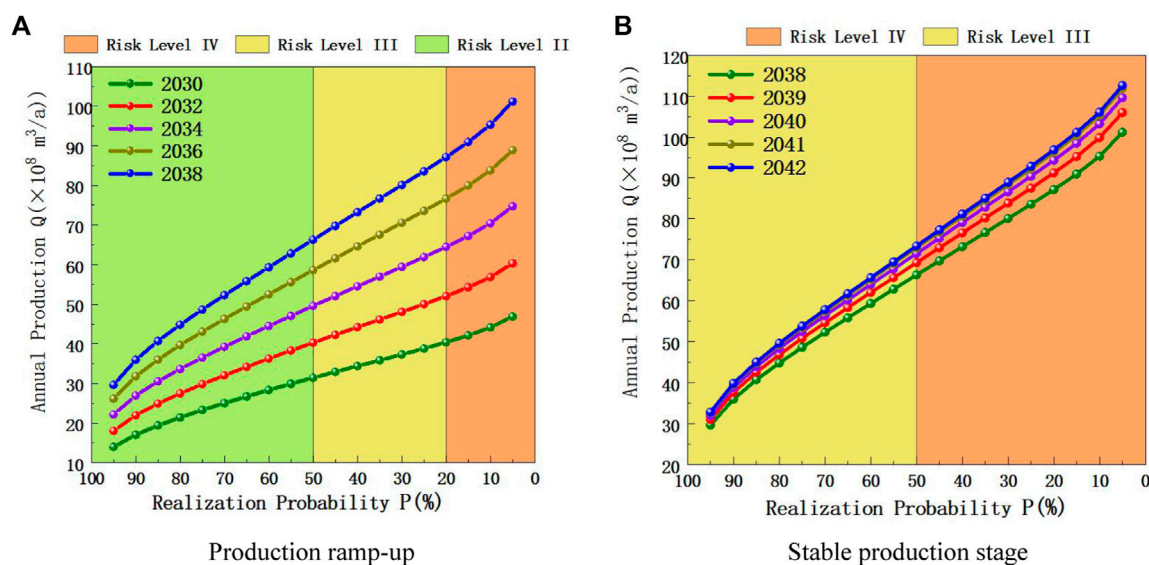 A
Risk Level IV Risk Level III Risk Level II
110
100
90
80
70
60
50
40
30
20
10
Annual Production Q(×10⁸ m³/a))
2030
2032
2034
2036
2038
100 90 80 70 60 50 40 30 20 10 0
Realization Probability P(%)
Production ramp-up
B
Risk Level IV Risk Level III
120
110
100
90
80
70
60
50
40
30
20
Annual Production Q(×10⁸ m³/a))
2038
2039
2040
2041
2042
100 90 80 70 60 50 40 30 20 10 0
Realization Probability P(%)
Stable production stage